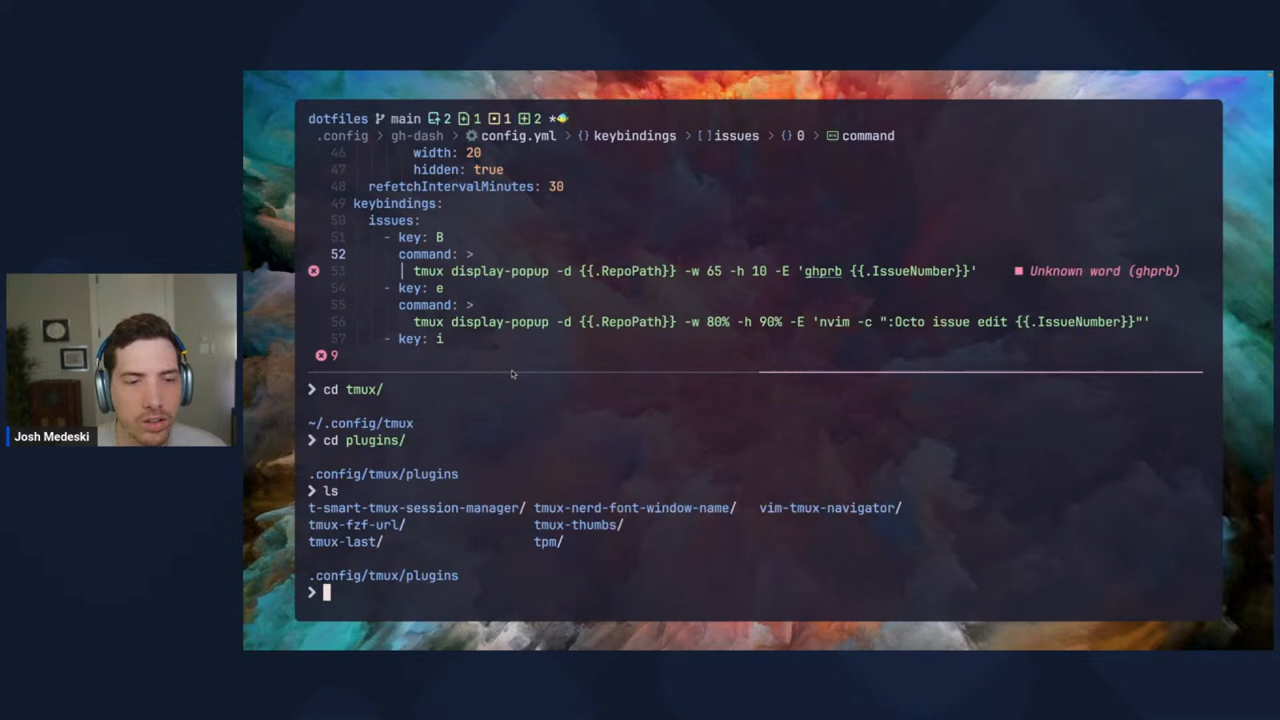 dotfiles main 2 1 1 2 *
.config > gh-dash > config.yml > {} keybindings > [] issues > {} 0 > command
46 width: 20
47 hidden: true
48 refetchIntervalMinutes: 30
49 keybindings:
50 issues:
51 - key: B
52 command: >
53 tmux display-popup -d {{.RepoPath}} -w 65 -h 10 -E 'ghprb {{.IssueNumber}}' ■ Unknown word (ghprb)
54 - key: e
55 command: >
56 tmux display-popup -d {{.RepoPath}} -w 80% -h 90% -E 'nvim -c ":Octo issue edit {{.IssueNumber}}"'
57 - key: i
9
❯ cd tmux/
~/.config/tmux
❯ cd plugins/
.config/tmux/plugins
❯ ls
t-smart-tmux-session-manager/ tmux-nerd-font-window-name/ vim-tmux-navigator/
tmux-fzf-url/ tmux-thumbs/
tmux-last/ tpm/
.config/tmux/plugins
❯
Josh Medeski